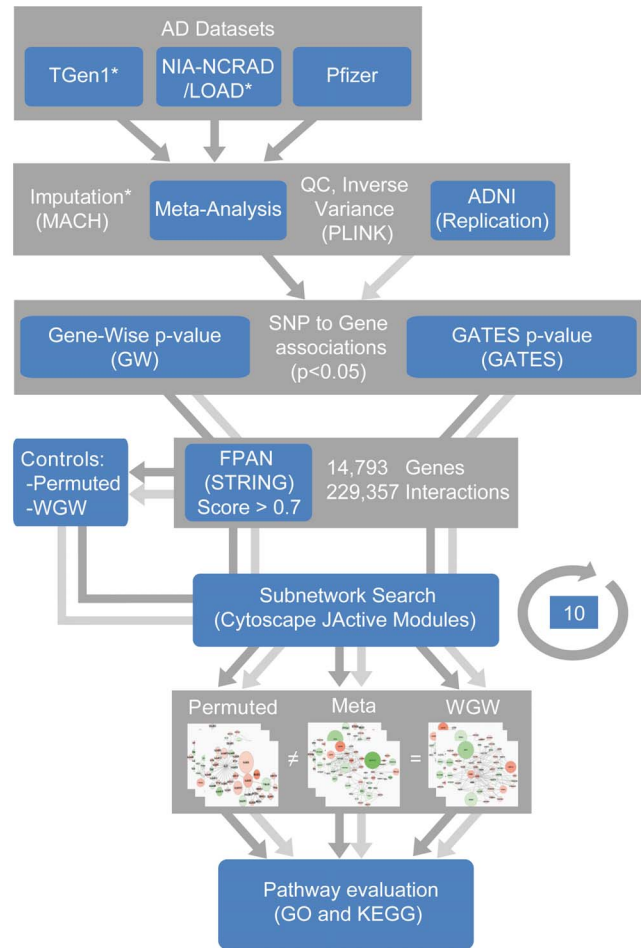 AD Datasets
TGen1*
NIA-NCRAD
/LOAD*
Pfizer
Imputation*
(MACH)
Meta-Analysis
QC, Inverse
Variance
(PLINK)
ADNI
(Replication)
Gene-Wise p-value
(GW)
SNP to Gene
associations
(p<0.05)
GATES p-value
(GATES)
Controls:
-Permuted
-WGW
FPAN
(STRING)
Score > 0.7
14,793 Genes
229,357 Interactions
Subnetwork Search
(Cytoscape JActive Modules)
10
Permuted
Meta
WGW
≠
=
Pathway evaluation
(GO and KEGG)